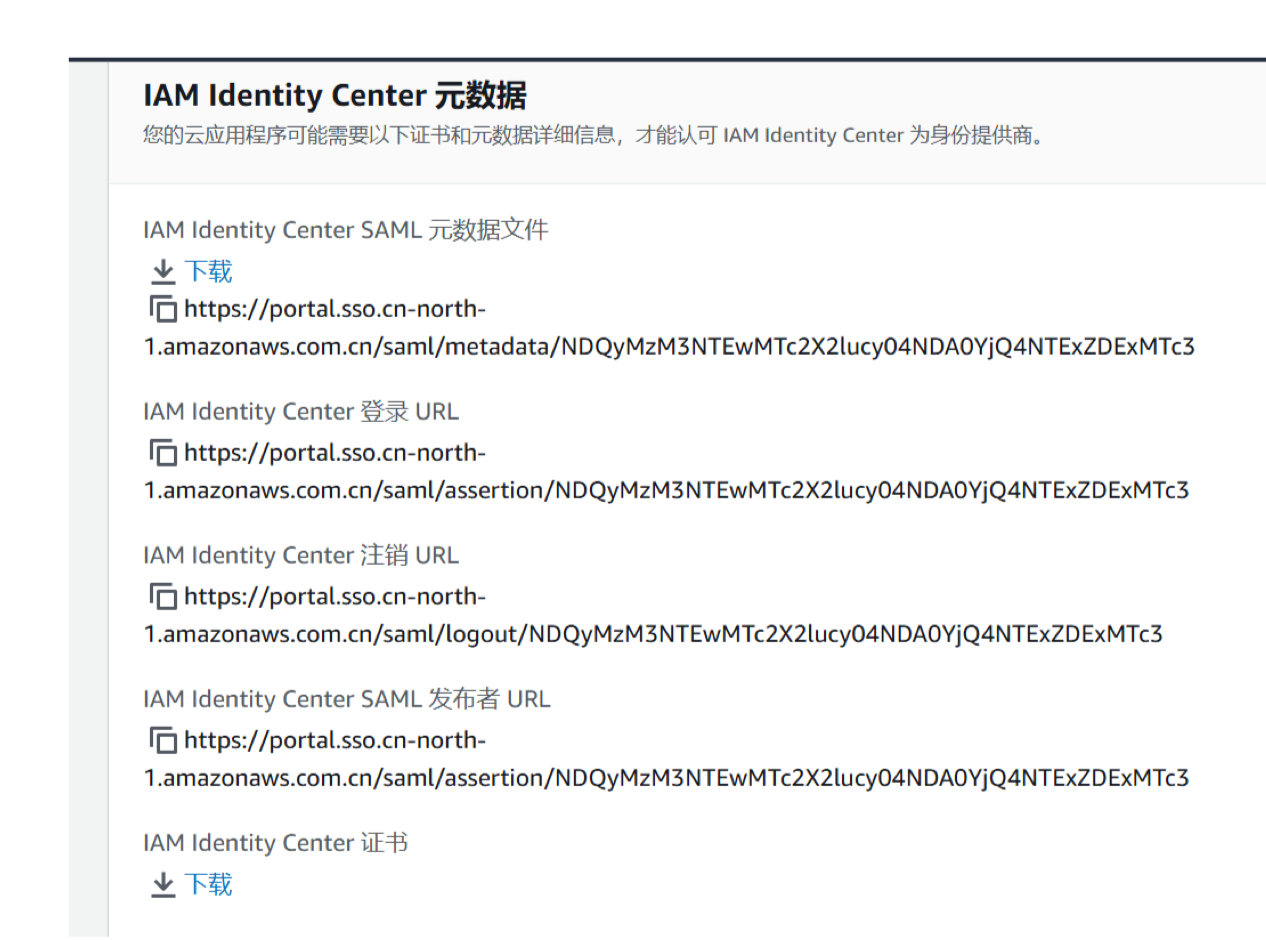 IAM Identity Center 元数据
您的云应用程序可能需要以下证书和元数据详细信息，才能认可 IAM Identity Center 为身份提供商。
IAM Identity Center SAML 元数据文件
下载
https://portal.sso.cn-north-
1.amazonaws.com.cn/saml/metadata/NDQyMzM3NTEwMTc2X2lucy04NDA0YjQ4NTExZDExMTc3
IAM Identity Center 登录 URL
https://portal.sso.cn-north-
1.amazonaws.com.cn/saml/assertion/NDQyMzM3NTEwMTc2X2lucy04NDA0YjQ4NTExZDExMTc3
IAM Identity Center 注销 URL
https://portal.sso.cn-north-
1.amazonaws.com.cn/saml/logout/NDQyMzM3NTEwMTc2X2lucy04NDA0YjQ4NTExZDExMTc3
IAM Identity Center SAML 发布者 URL
https://portal.sso.cn-north-
1.amazonaws.com.cn/saml/assertion/NDQyMzM3NTEwMTc2X2lucy04NDA0YjQ4NTExZDExMTc3
IAM Identity Center 证书
下载